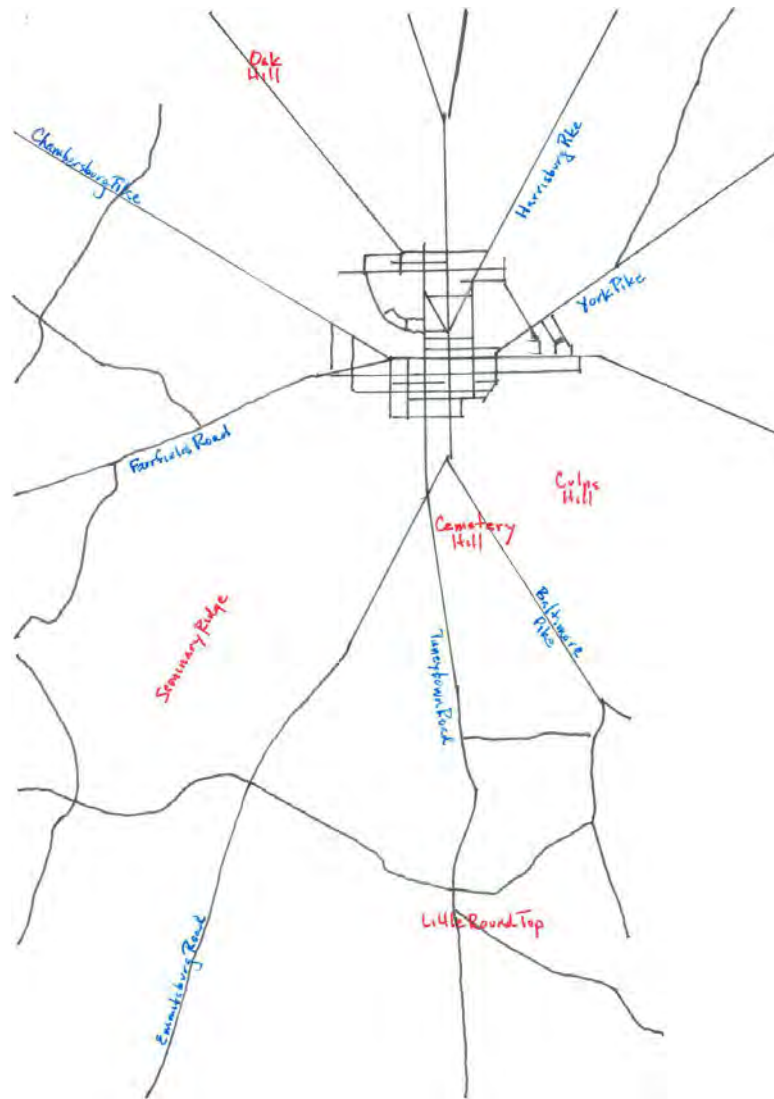 Oak
Hill
Chambersburg Pike
Harrisburg Pike
York Pike
Fairfield Road
Culps
Hill
Cemetery
Hill
Baltimore
Pike
Seminary Ridge
Taneytown Road
Little Round Top
Emmitsburg Road